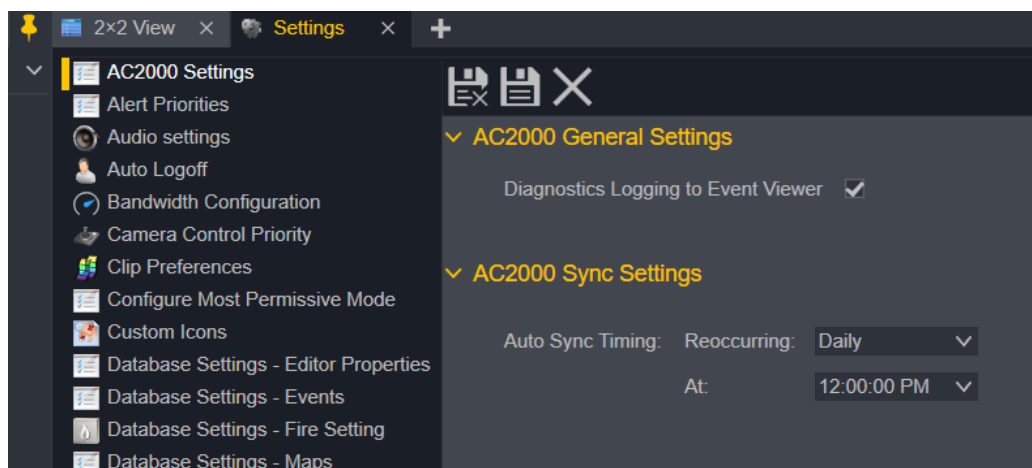 2×2 View
Settings
AC2000 Settings
Alert Priorities
Audio settings
Auto Logoff
Bandwidth Configuration
Camera Control Priority
Clip Preferences
Configure Most Permissive Mode
Custom Icons
Database Settings - Editor Properties
Database Settings - Events
Database Settings - Fire Setting
Database Settings - Maps
AC2000 General Settings
Diagnostics Logging to Event Viewer
AC2000 Sync Settings
Auto Sync Timing: Reoccurring: Daily
At: 12:00:00 PM